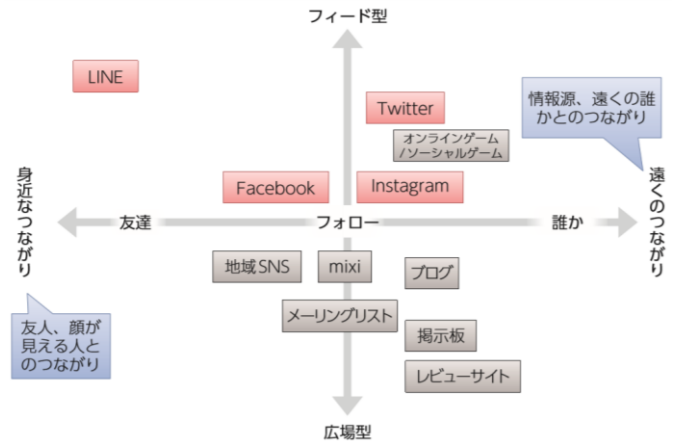 フィード型
LINE
Twitter
情報源、遠くの誰
かとのつながり
オンラインゲーム
/ソーシャルゲーム
身近なつながり
Facebook
Instagram
遠くのつながり
友達
フォロー
誰か
地域SNS
mixi
ブログ
メーリングリスト
友人、顔が
見える人と
のつながり
掲示板
レビューサイト
広場型